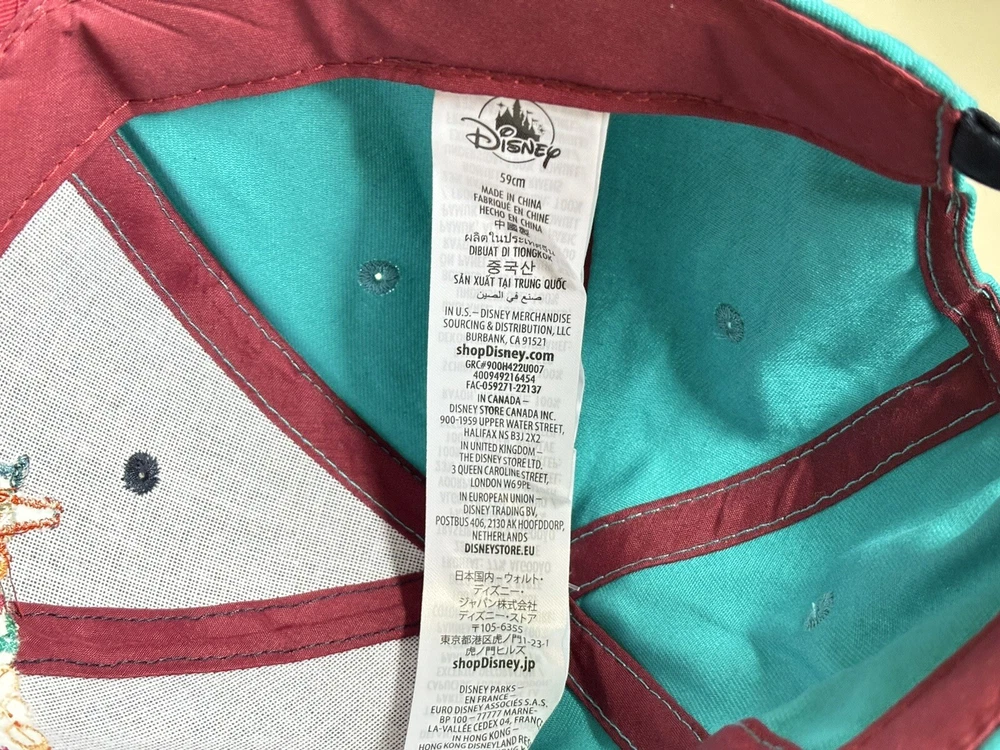 Disney
59cm
MADE IN CHINA
FABRIQUÉ EN CHINE
HECHO EN CHINA
中國製
ผลิตในประเทศจีน
DIBUAT DI TIONGKOK
중국산
SẢN XUẤT TẠI TRUNG QUỐC
صنع في الصين
IN U.S. – DISNEY MERCHANDISE
SOURCING & DISTRIBUTION, LLC
BURBANK, CA 91521
shopDisney.com
GRC#900H422U007
400949216454
FAC-059271-22137
IN CANADA –
DISNEY STORE CANADA INC.
900-1959 UPPER WATER STREET,
HALIFAX NS B3J 2X2
IN UNITED KINGDOM –
THE DISNEY STORE LTD.
3 QUEEN CAROLINE STREET,
LONDON W6 9PE
IN EUROPEAN UNION –
DISNEY TRADING BV,
POSTBUS 406, 2130 AK HOOFDDORP,
NETHERLANDS
DISNEYSTORE.EU
日本国内－ウォルト・
ディズニー・
ジャパン株式会社
ディズニー・ストア
〒105-6355
東京都港区虎ノ門1-23-1
虎ノ門ヒルズ
shopDisney.jp
DISNEY PARKS –
EN FRANCE –
EURO DISNEY ASSOCIÉS S.A.S.
BP 100 – 77777 MARNE-
LA-VALLÉE CEDEX 04, FRANC
IN HONG KONG –
HONG KONG DISNEYLAND